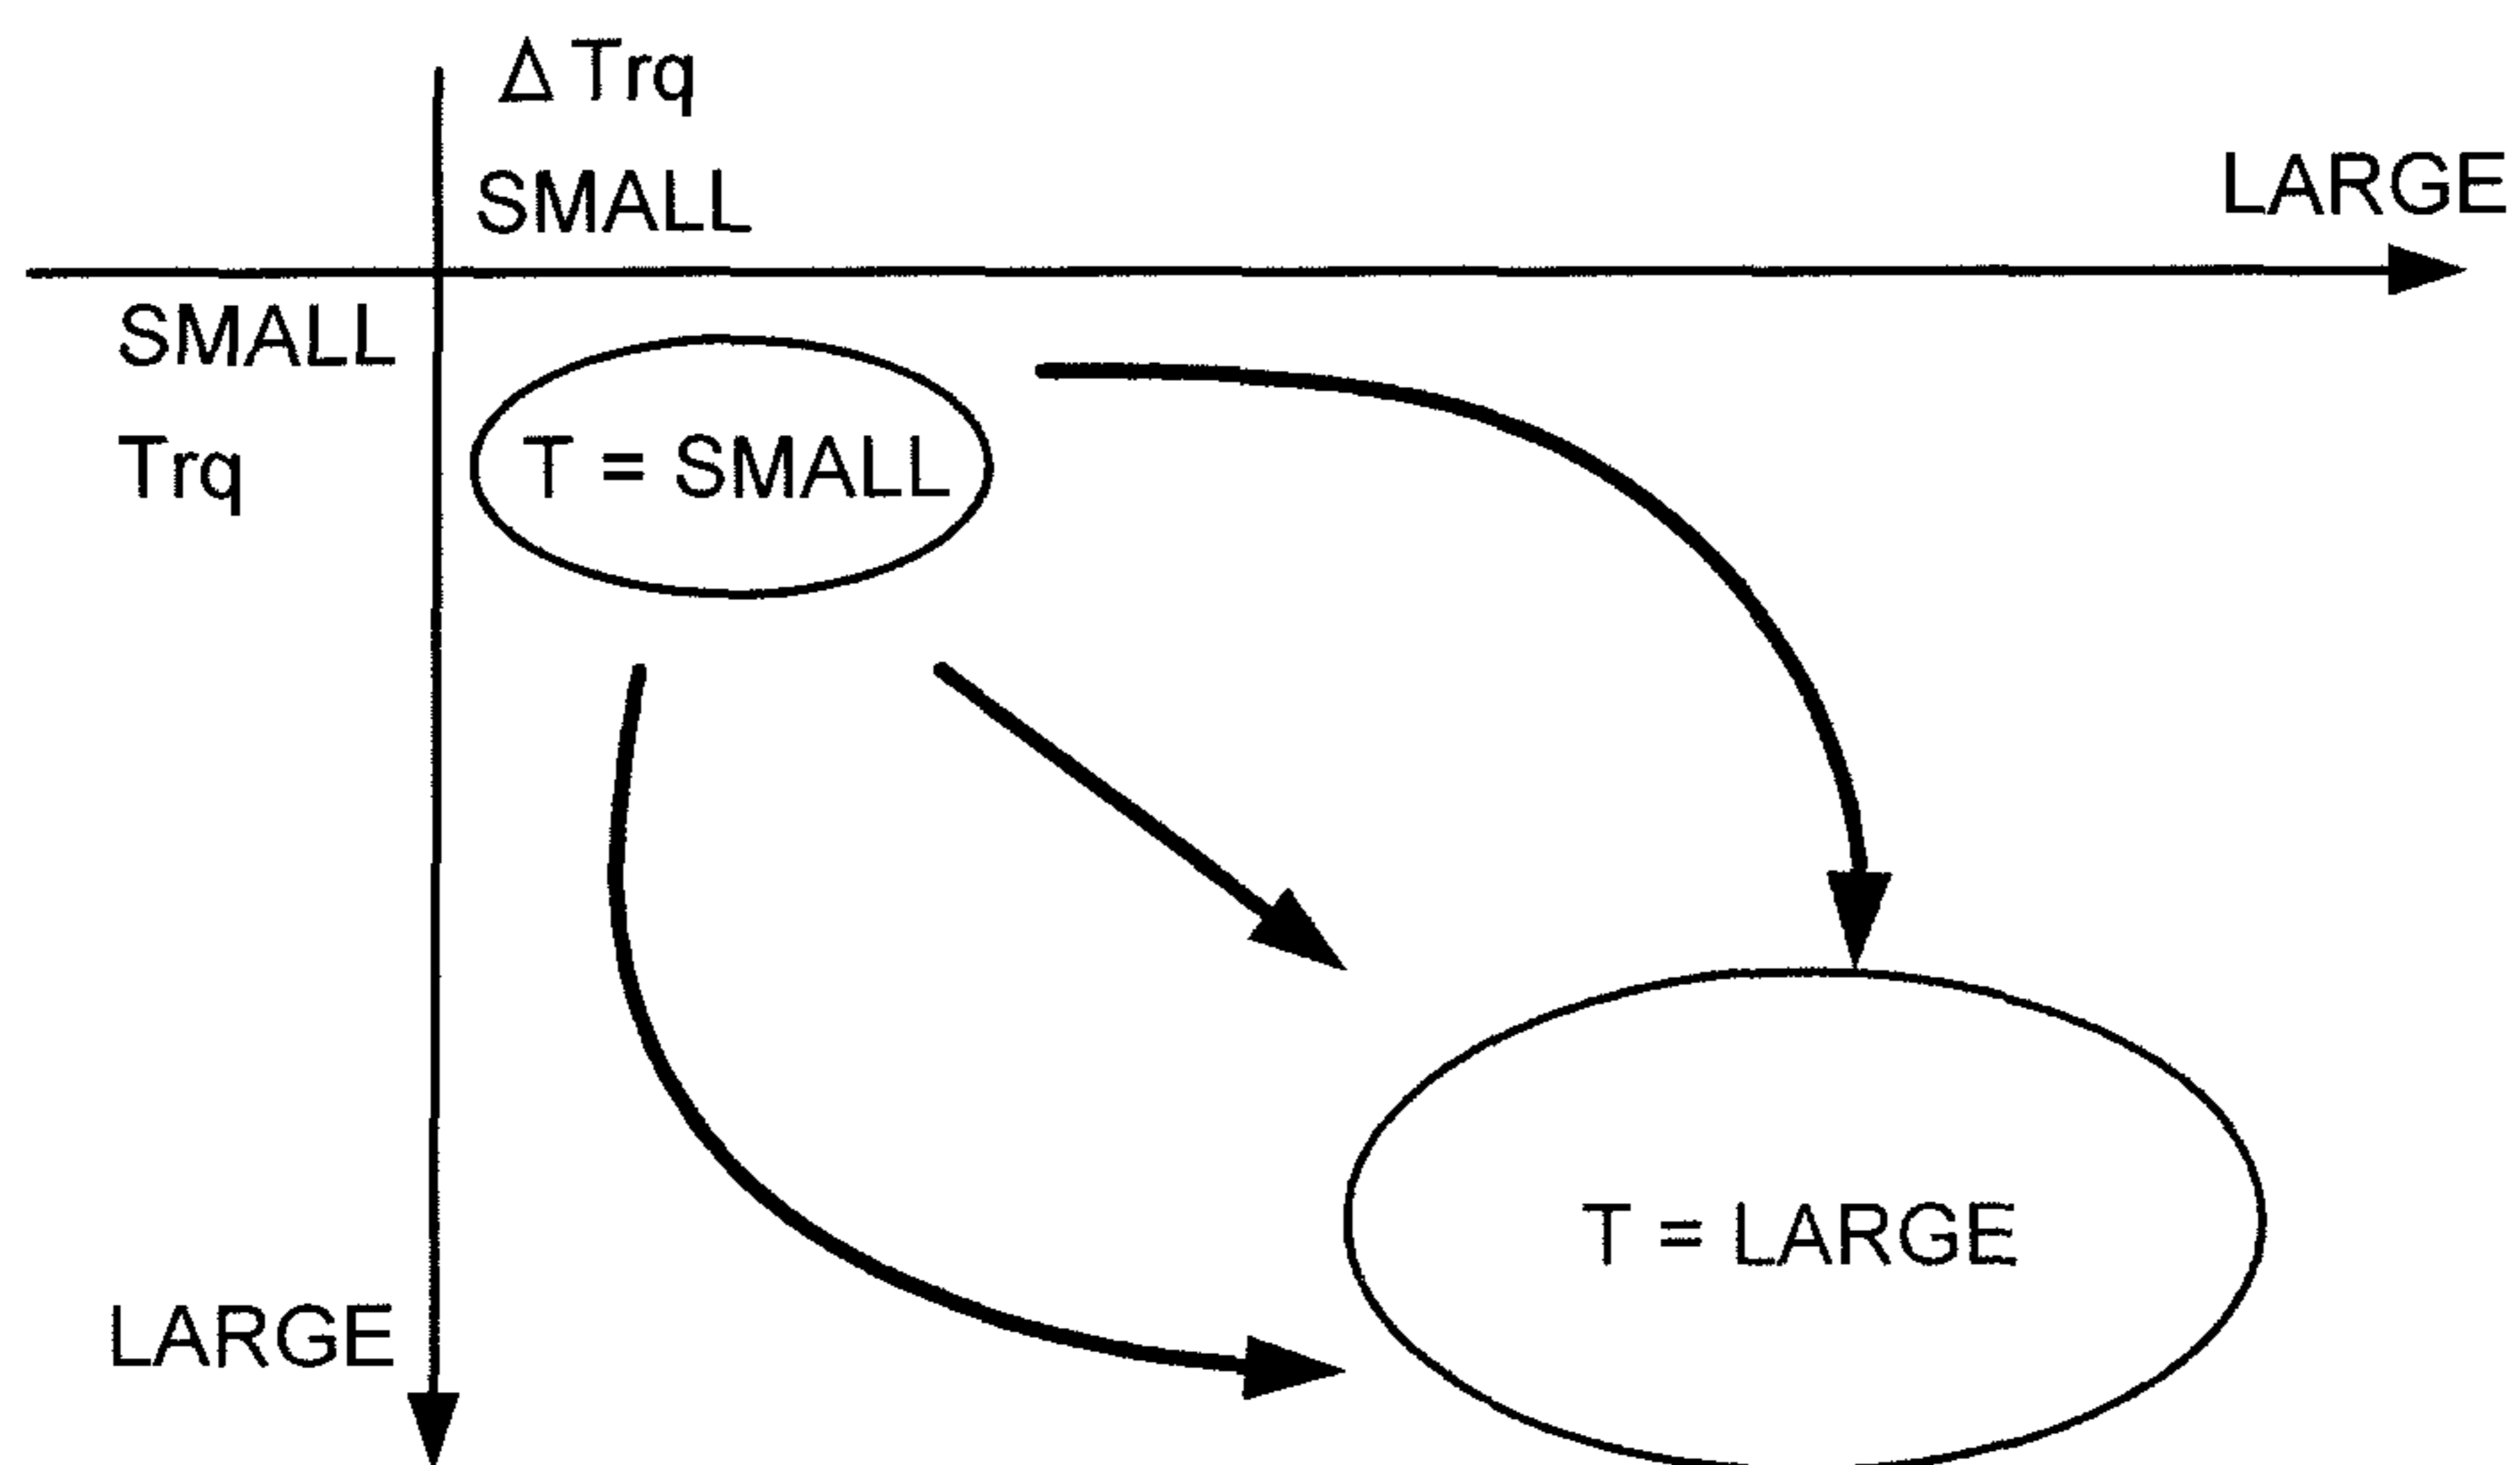 Δ Trq
SMALL
LARGE
SMALL
Trq
T = SMALL
T = LARGE
LARGE